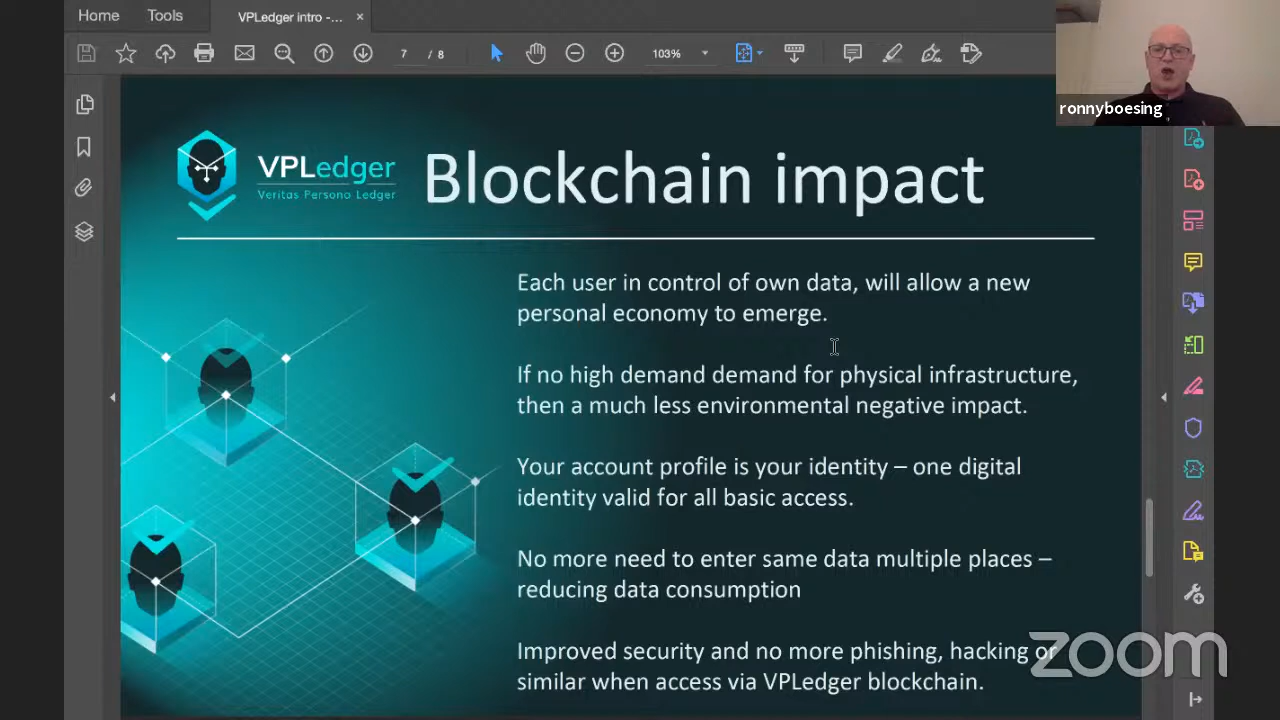 Home Tools VPLedger intro -... ×
7 / 8 103%
ronnyboesing
VPLedger
Veritas Persono Ledger
Blockchain impact
Each user in control of own data, will allow a new
personal economy to emerge.
If no high demand demand for physical infrastructure,
then a much less environmental negative impact.
Your account profile is your identity – one digital
identity valid for all basic access.
No more need to enter same data multiple places –
reducing data consumption
Improved security and no more phishing, hacking or
similar when access via VPLedger blockchain.
zoom